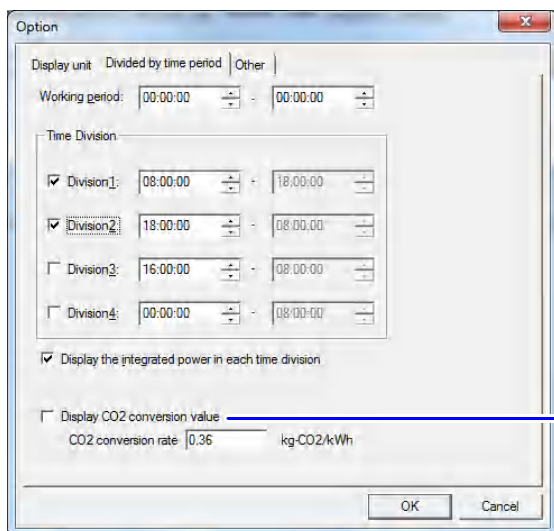 Option
Display unit Divided by time period Other
Working period: 00:00:00 - 00:00:00
Time Division
Division1: 08:00:00 - 18:00:00
Division2: 18:00:00 - 08:00:00
Division3: 16:00:00 - 08:00:00
Division4: 00:00:00 - 08:00:00
Display the integrated power in each time division
Display CO2 conversion value
CO2 conversion rate 0.36 kg-CO2/kWh
OK Cancel